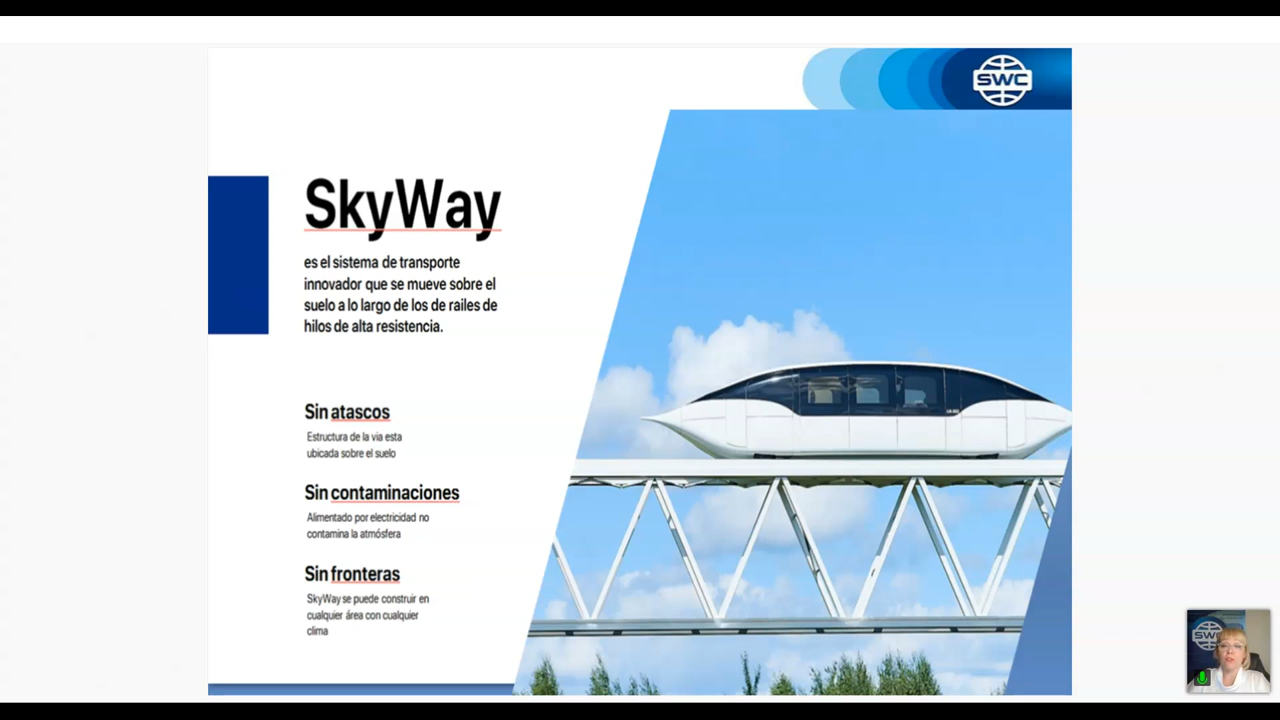 SWC
SkyWay
es el sistema de transporte
innovador que se mueve sobre el
suelo a lo largo de los de railes de
hilos de alta resistencia.
Sin atascos
Estructura de la via esta
ubicada sobre el suelo
Sin contaminaciones
Alimentado por electricidad no
contamina la atmósfera
Sin fronteras
SkyWay se puede construir en
cualquier área con cualquier
clima
SWC